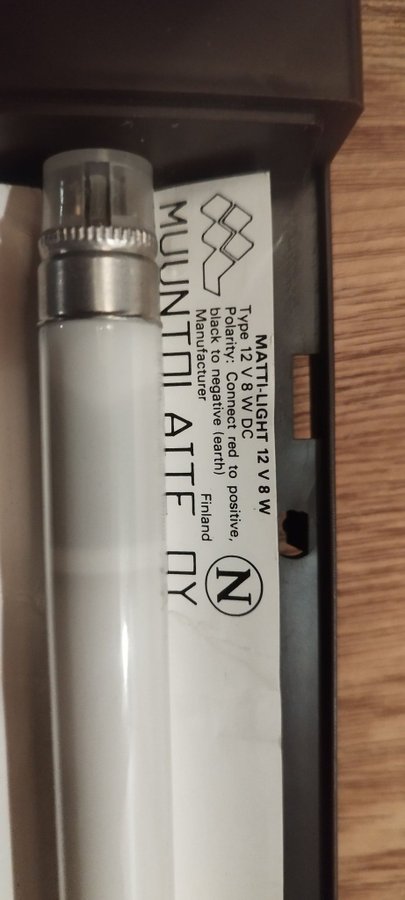 MATTI-LIGHT 12 V 8 W
Type 12 V 8 W DC
Polarity: Connect red to positive,
black to negative (earth)
Manufacturer Finland
MUUNTOLAITE OY
N